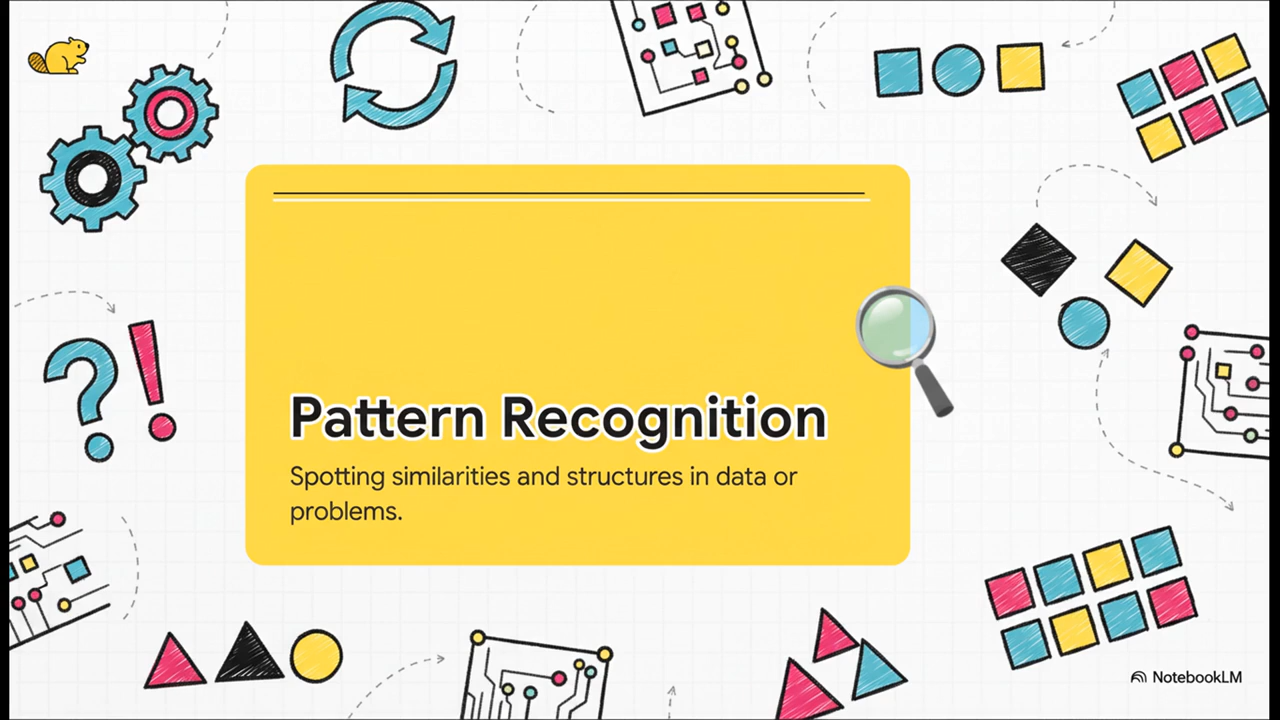 Pattern Recognition
Spotting similarities and structures in data or
problems.
NotebookLM